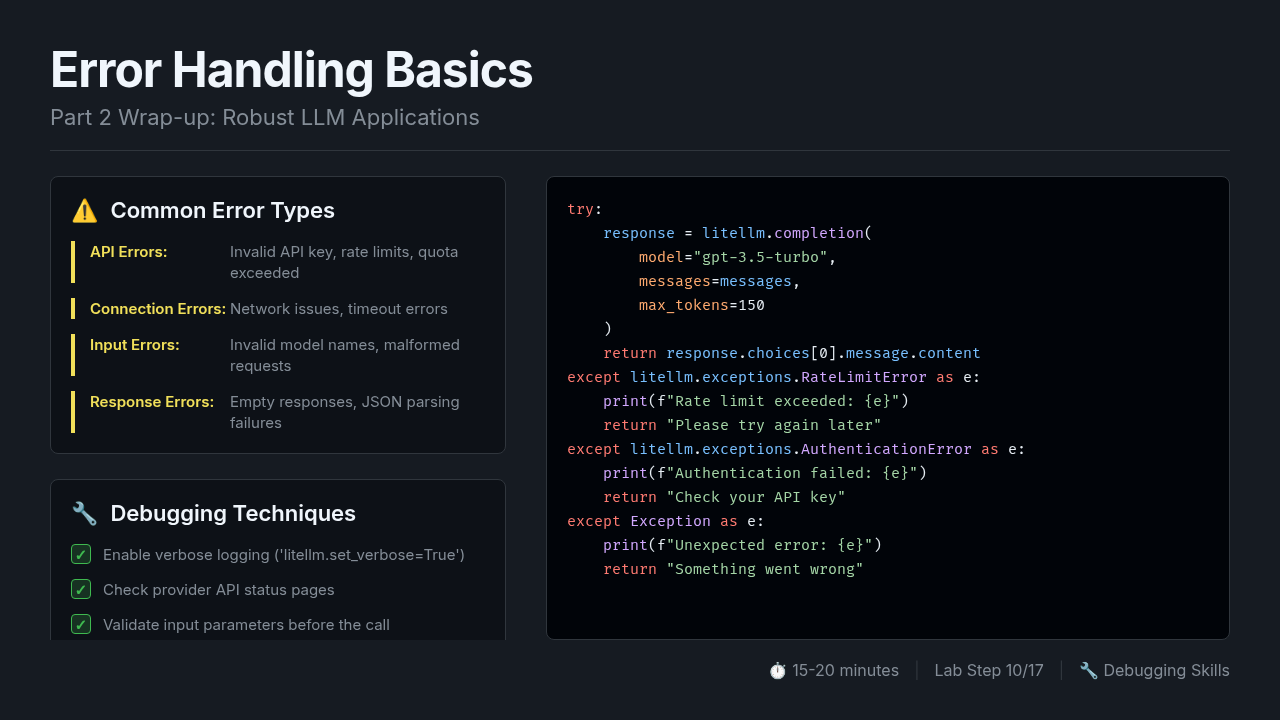 Error Handling Basics
Part 2 Wrap-up: Robust LLM Applications
⚠️ Common Error Types
API Errors: Invalid API key, rate limits, quota
exceeded
Connection Errors: Network issues, timeout errors
Input Errors: Invalid model names, malformed
requests
Response Errors: Empty responses, JSON parsing
failures
🔧 Debugging Techniques
✓ Enable verbose logging ('litellm.set_verbose=True')
✓ Check provider API status pages
✓ Validate input parameters before the call
try:
    response = litellm.completion(
        model="gpt-3.5-turbo",
        messages=messages,
        max_tokens=150
    )
    return response.choices[0].message.content
except litellm.exceptions.RateLimitError as e:
    print(f"Rate limit exceeded: {e}")
    return "Please try again later"
except litellm.exceptions.AuthenticationError as e:
    print(f"Authentication failed: {e}")
    return "Check your API key"
except Exception as e:
    print(f"Unexpected error: {e}")
    return "Something went wrong"
⏱️ 15-20 minutes
Lab Step 10/17
🔧 Debugging Skills